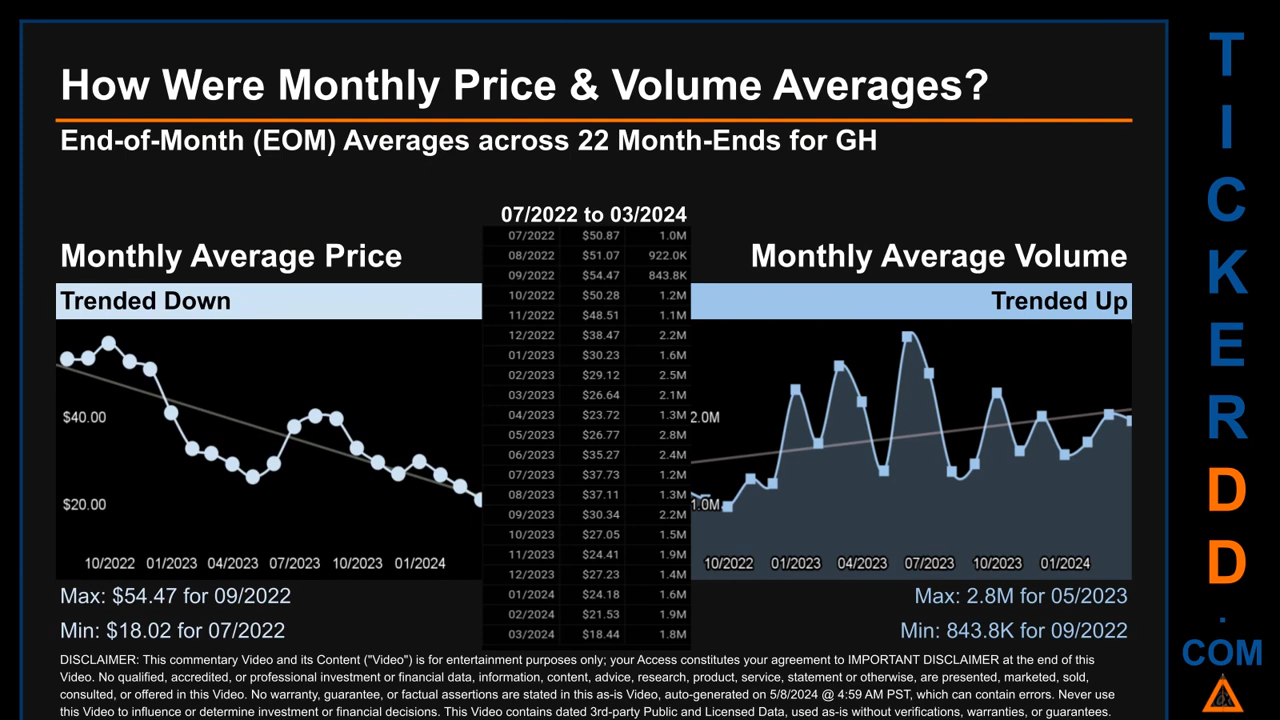 How Were Monthly Price & Volume Averages?
End-of-Month (EOM) Averages across 22 Month-Ends for GH
07/2022 to 03/2024
07/2022 $50.87 1.0M
08/2022 $51.07 922.0K
09/2022 $54.47 843.8K
10/2022 $50.28 1.2M
11/2022 $48.51 1.1M
12/2022 $38.47 2.2M
01/2023 $30.23 1.6M
02/2023 $29.12 2.5M
03/2023 $26.64 2.1M
04/2023 $23.72 1.3M
05/2023 $26.77 2.8M
06/2023 $35.27 2.4M
07/2023 $37.73 1.2M
08/2023 $37.11 1.3M
09/2023 $30.34 2.2M
10/2023 $27.05 1.5M
11/2023 $24.41 1.9M
12/2023 $27.23 1.4M
01/2024 $24.18 1.6M
02/2024 $21.53 1.9M
03/2024 $18.44 1.8M
Monthly Average Price
Trended Down
$40.00
$20.00
10/2022 01/2023 04/2023 07/2023 10/2023 01/2024
Max: $54.47 for 09/2022
Min: $18.02 for 07/2022
Monthly Average Volume
Trended Up
2.0M
1.0M
10/2022 01/2023 04/2023 07/2023 10/2023 01/2024
Max: 2.8M for 05/2023
Min: 843.8K for 09/2022
DISCLAIMER: This commentary Video and its Content ("Video") is for entertainment purposes only; your Access constitutes your agreement to IMPORTANT DISCLAIMER at the end of this
Video. No qualified, accredited, or professional investment or financial data, information, content, advice, research, product, service, statement or otherwise, are presented, marketed, sold,
consulted, or offered in this Video. No warranty, guarantee, or factual assertions are stated in this as-is Video, auto-generated on 5/8/2024 @ 4:59 AM PST, which can contain errors. Never use
this Video to influence or determine investment or financial decisions. This Video contains dated 3rd-party Public and Licensed Data, used as-is without verifications, warranties, or guarantees.
TICKERDD
.
COM